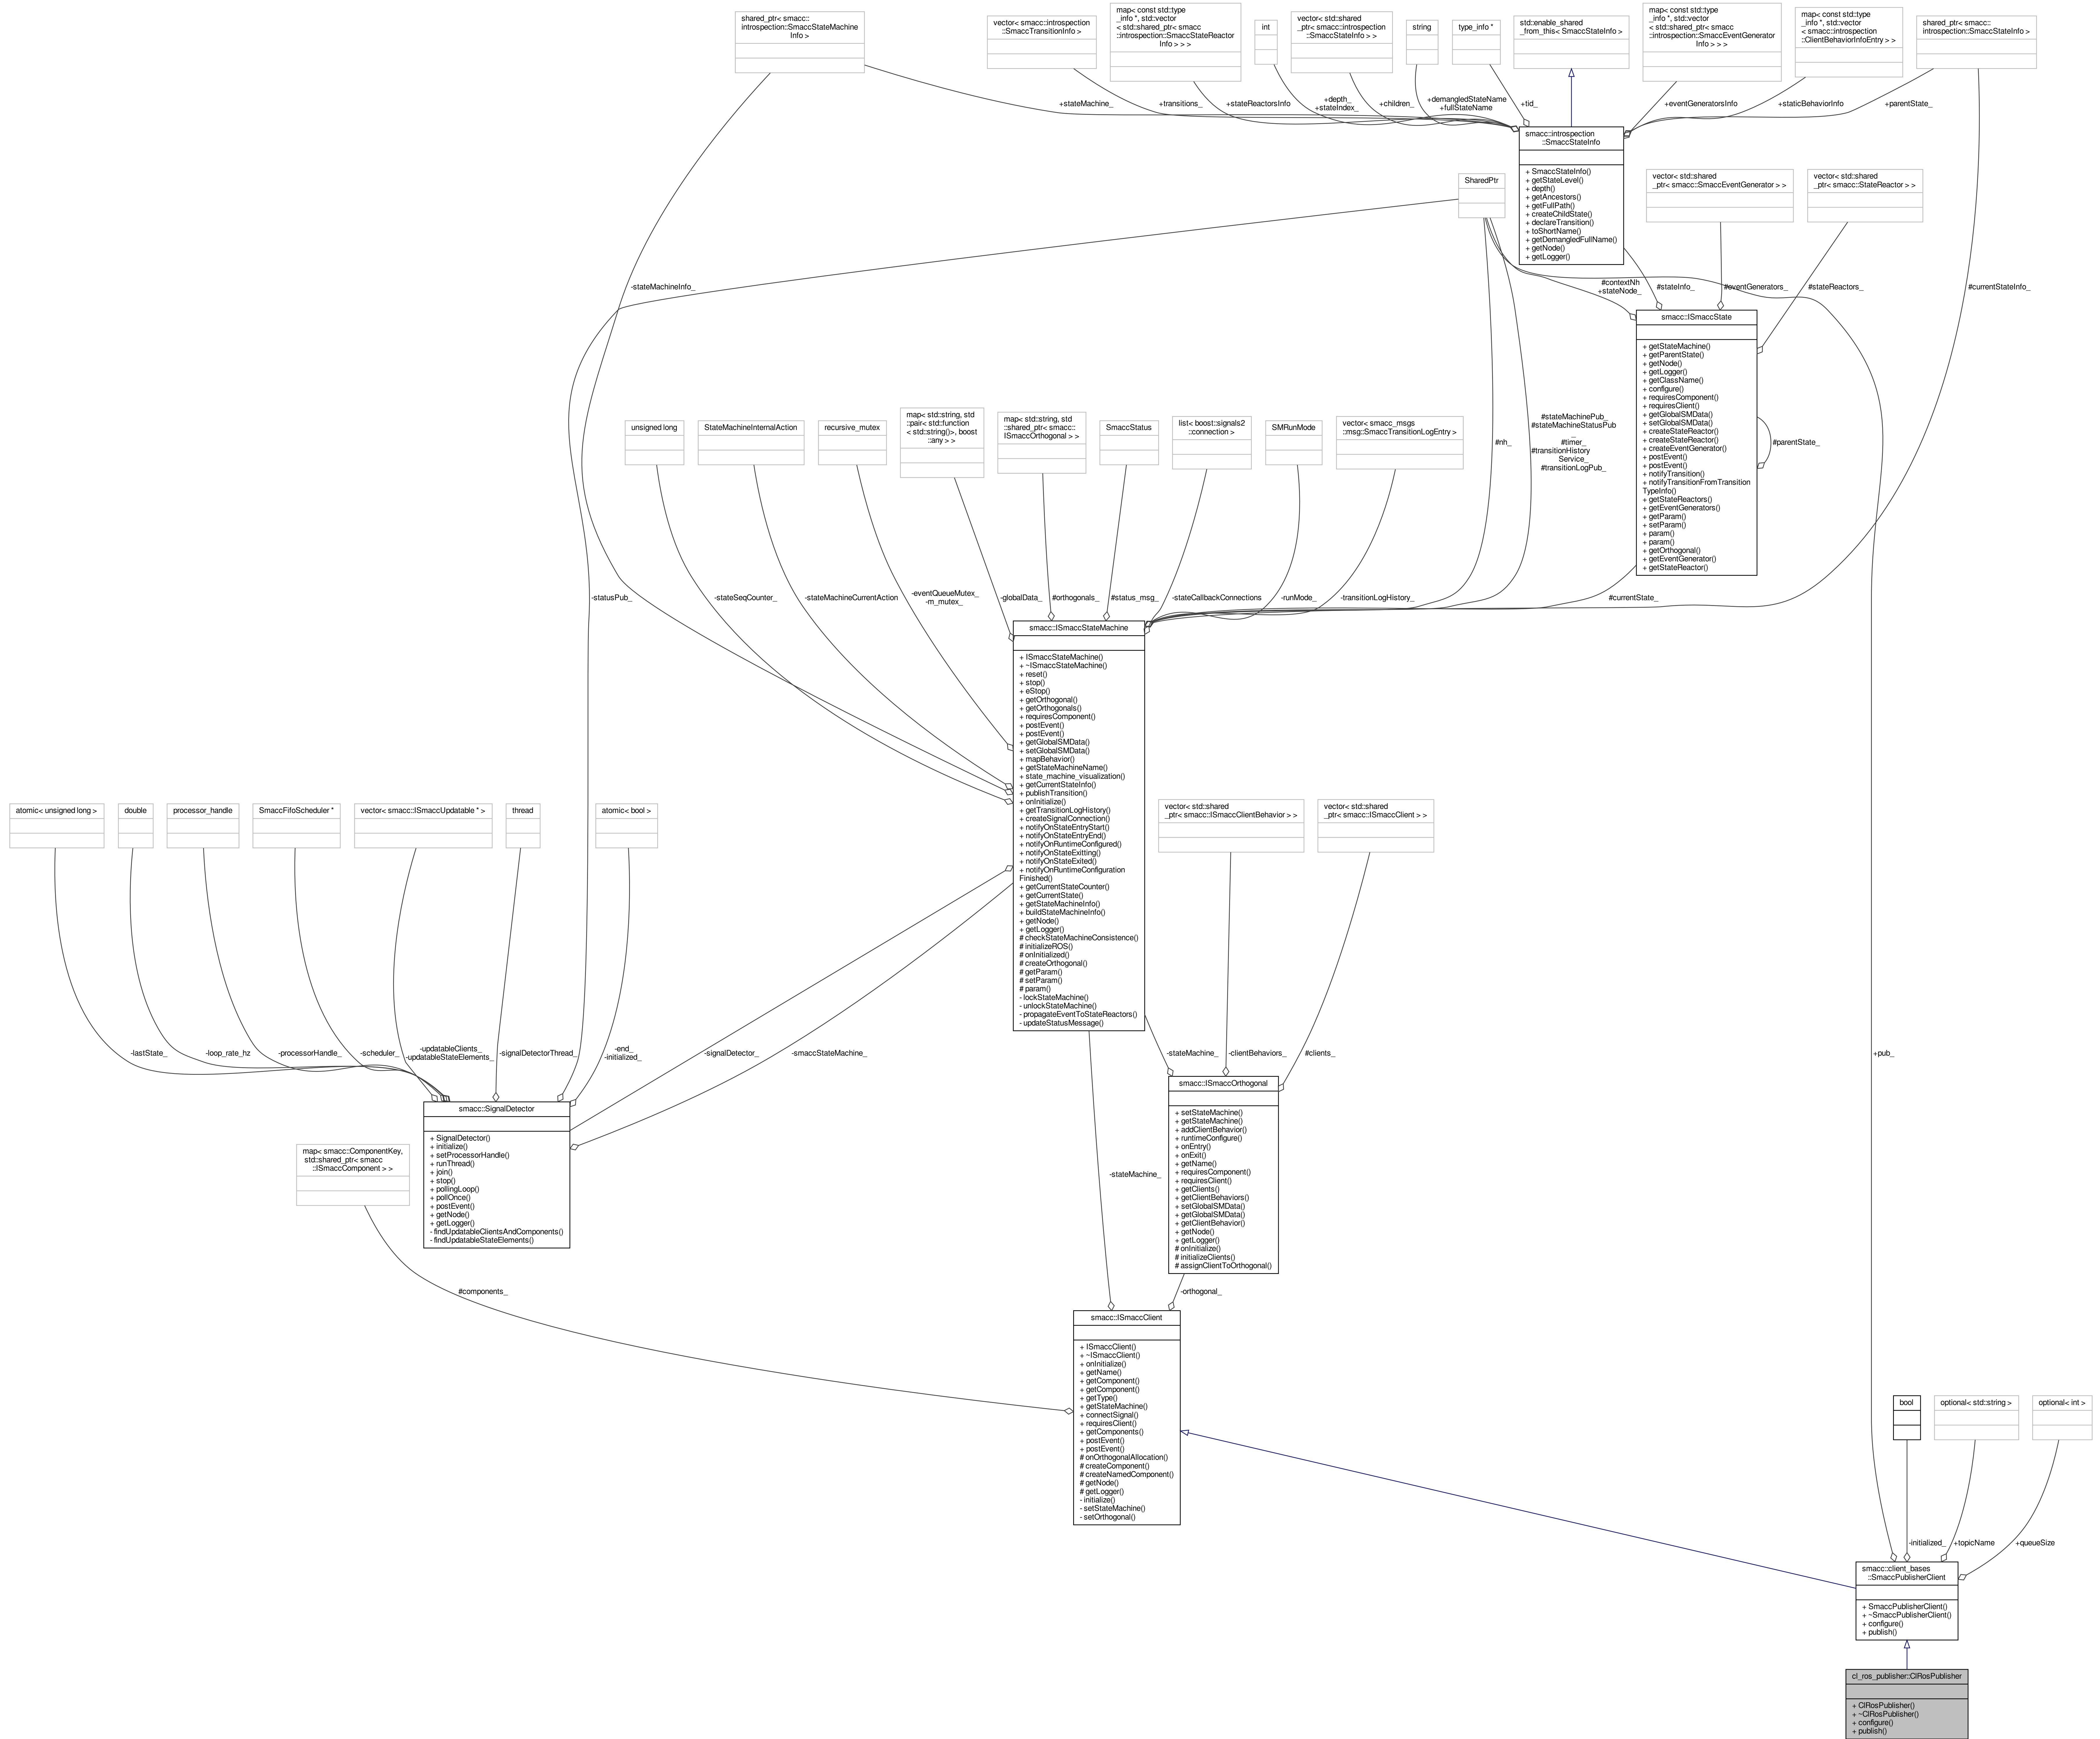 shared_ptr< smacc::
introspection::SmaccStateMachine
Info >
vector< smacc::introspection
::SmaccTransitionInfo >
map< const std::type
_info *, std::vector
< std::shared_ptr< smacc
::introspection::SmaccStateReactor
Info > > >
int
vector< std::shared
_ptr< smacc::introspection
::SmaccStateInfo > >
string
type_info *
std::enable_shared
_from_this< SmaccStateInfo >
map< const std::type
_info *, std::vector
< std::shared_ptr< smacc
::introspection::SmaccEventGenerator
Info > > >
map< const std::type
_info *, std::vector
< smacc::introspection
::ClientBehaviorInfoEntry > >
shared_ptr< smacc::
introspection::SmaccStateInfo >
+stateMachine_
+transitions_
+stateReactorsInfo
+depth_
+stateIndex_
+children_
+demangledStateName
+fullStateName
+tid_
+eventGeneratorsInfo
+staticBehaviorInfo
+parentState_
smacc::introspection
::SmaccStateInfo
+ SmaccStateInfo()
+ getStateLevel()
+ depth()
+ getAncestors()
+ getFullPath()
+ createChildState()
+ declareTransition()
+ toShortName()
+ getDemangledFullName()
+ getNode()
+ getLogger()
SharedPtr
vector< std::shared
_ptr< smacc::SmaccEventGenerator > >
vector< std::shared
_ptr< smacc::StateReactor > >
-stateMachineInfo_
#contextNh
+stateNode_
#stateInfo_
#eventGenerators_
#stateReactors_
#currentStateInfo_
smacc::ISmaccState
+ getStateMachine()
+ getParentState()
+ getNode()
+ getLogger()
+ getClassName()
+ configure()
+ requiresComponent()
+ requiresClient()
+ getGlobalSMData()
+ setGlobalSMData()
+ createStateReactor()
+ createStateReactor()
+ createEventGenerator()
+ postEvent()
+ postEvent()
+ notifyTransition()
+ notifyTransitionFromTransition
TypeInfo()
+ getStateReactors()
+ getEventGenerators()
+ getParam()
+ setParam()
+ param()
+ param()
+ getOrthogonal()
+ getEventGenerator()
+ getStateReactor()
#parentState_
unsigned long
StateMachineInternalAction
recursive_mutex
map< std::string, std
::pair< std::function
< std::string()>, boost
::any > >
map< std::string, std
::shared_ptr< smacc::
ISmaccOrthogonal > >
SmaccStatus
list< boost::signals2
::connection >
SMRunMode
vector< smacc_msgs
::msg::SmaccTransitionLogEntry >
#nh_
#stateMachinePub_
#stateMachineStatusPub
_
#timer_
#transitionHistory
Service_
#transitionLogPub_
-statusPub_
-stateSeqCounter_
-stateMachineCurrentAction
-eventQueueMutex_
-m_mutex_
-globalData_
#orthogonals_
#status_msg_
-stateCallbackConnections
-runMode_
-transitionLogHistory_
#currentState_
smacc::ISmaccStateMachine
+ ISmaccStateMachine()
+ ~ISmaccStateMachine()
+ reset()
+ stop()
+ eStop()
+ getOrthogonal()
+ getOrthogonals()
+ requiresComponent()
+ postEvent()
+ postEvent()
+ getGlobalSMData()
+ setGlobalSMData()
+ mapBehavior()
+ getStateMachineName()
+ state_machine_visualization()
+ getCurrentStateInfo()
+ publishTransition()
+ onInitialize()
+ getTransitionLogHistory()
+ createSignalConnection()
+ notifyOnStateEntryStart()
+ notifyOnStateEntryEnd()
+ notifyOnRuntimeConfigured()
+ notifyOnStateExitting()
+ notifyOnStateExited()
+ notifyOnRuntimeConfiguration
Finished()
+ getCurrentStateCounter()
+ getCurrentState()
+ getStateMachineInfo()
+ buildStateMachineInfo()
+ getNode()
+ getLogger()
# checkStateMachineConsistence()
# initializeROS()
# onInitialized()
# createOrthogonal()
# getParam()
# setParam()
# param()
- lockStateMachine()
- unlockStateMachine()
- propagateEventToStateReactors()
- updateStatusMessage()
atomic< unsigned long >
double
processor_handle
SmaccFifoScheduler *
vector< smacc::ISmaccUpdatable * >
thread
atomic< bool >
vector< std::shared
_ptr< smacc::ISmaccClientBehavior > >
vector< std::shared
_ptr< smacc::ISmaccClient > >
-lastState_
-loop_rate_hz
-processorHandle_
-scheduler_
-updatableClients_
-updatableStateElements_
-signalDetectorThread_
-end_
-initialized_
-signalDetector_
-smaccStateMachine_
-stateMachine_
-clientBehaviors_
#clients_
+pub_
smacc::SignalDetector
+ SignalDetector()
+ initialize()
+ setProcessorHandle()
+ runThread()
+ join()
+ stop()
+ pollingLoop()
+ pollOnce()
+ postEvent()
+ getNode()
+ getLogger()
- findUpdatableClientsAndComponents()
- findUpdatableStateElements()
smacc::ISmaccOrthogonal
+ setStateMachine()
+ getStateMachine()
+ addClientBehavior()
+ runtimeConfigure()
+ onEntry()
+ onExit()
+ getName()
+ requiresComponent()
+ requiresClient()
+ getClients()
+ getClientBehaviors()
+ setGlobalSMData()
+ getGlobalSMData()
+ getClientBehavior()
+ getNode()
+ getLogger()
# onInitialize()
# initializeClients()
# assignClientToOrthogonal()
map< smacc::ComponentKey,
std::shared_ptr< smacc
::ISmaccComponent > >
-stateMachine_
#components_
-orthogonal_
smacc::ISmaccClient
+ ISmaccClient()
+ ~ISmaccClient()
+ onInitialize()
+ getName()
+ getComponent()
+ getComponent()
+ getType()
+ getStateMachine()
+ connectSignal()
+ requiresClient()
+ getComponents()
+ postEvent()
+ postEvent()
# onOrthogonalAllocation()
# createComponent()
# createNamedComponent()
# getNode()
# getLogger()
- initialize()
- setStateMachine()
- setOrthogonal()
bool
optional< std::string >
optional< int >
-initialized_
+topicName
+queueSize
smacc::client_bases
::SmaccPublisherClient
+ SmaccPublisherClient()
+ ~SmaccPublisherClient()
+ configure()
+ publish()
cl_ros_publisher::ClRosPublisher
+ ClRosPublisher()
+ ~ClRosPublisher()
+ configure()
+ publish()